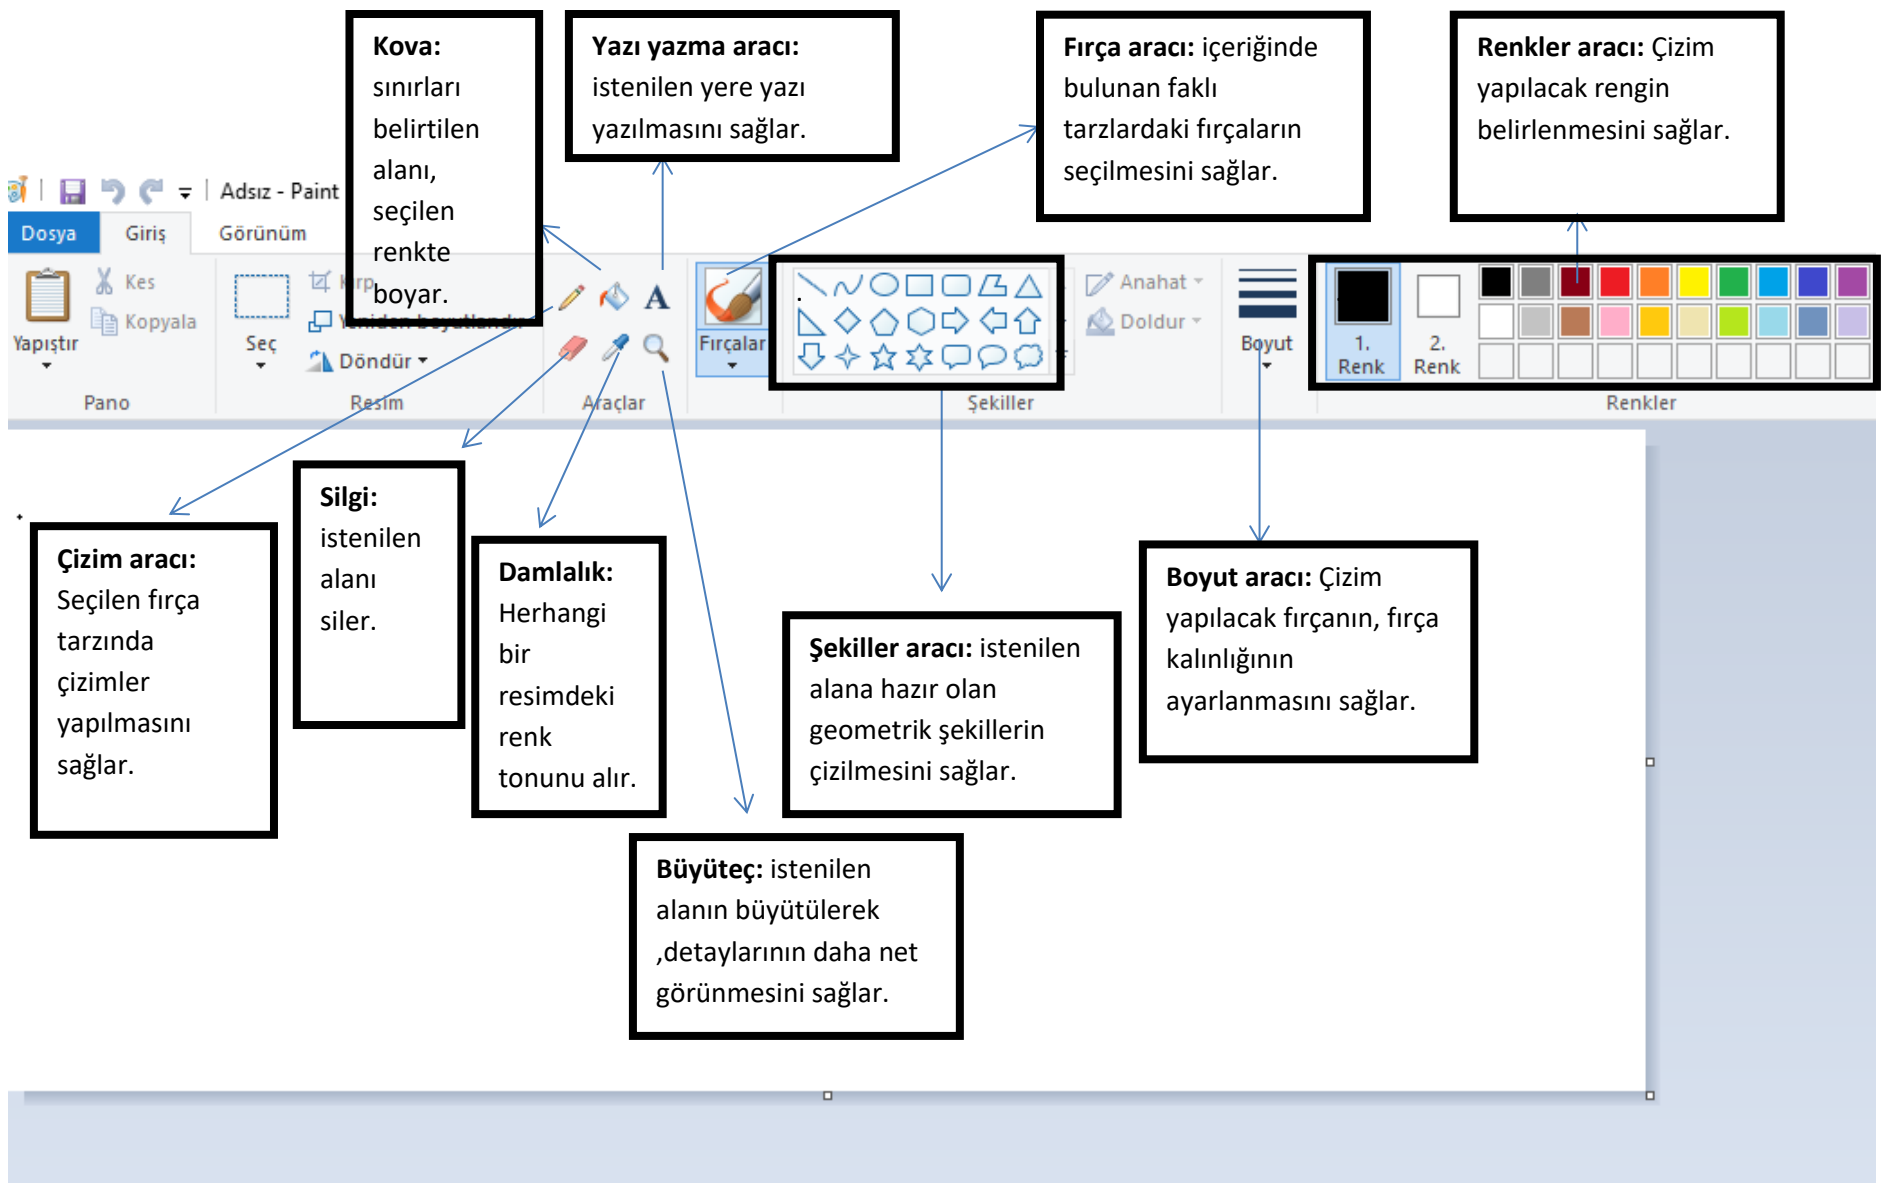 Kova:
sınırları
belirtilen
alanı,
seçilen
renkte
boyar.
Yazı yazma aracı:
istenilen yere yazı
yazılmasını sağlar.
Fırça aracı: içeriğinde
bulunan faklı
tarzlardaki fırçaların
seçilmesini sağlar.
Renkler aracı: Çizim
yapılacak rengin
belirlenmesini sağlar.
Adsız - Paint
Dosya
Giriş
Görünüm
Yapıştır
Kes
Kopyala
Pano
Seç
Kırp
Yeniden boyutlandır
Döndür
Resim
A
Araçlar
Fırçalar
Şekiller
Anahat
Doldur
Boyut
1.
Renk
2.
Renk
Renkler
Çizim aracı:
Seçilen fırça
tarzında
çizimler
yapılmasını
sağlar.
Silgi:
istenilen
alanı
siler.
Damlalık:
Herhangi
bir
resimdeki
renk
tonunu alır.
Büyüteç: istenilen
alanın büyütülerek
,detaylarının daha net
görünmesini sağlar.
Şekiller aracı: istenilen
alana hazır olan
geometrik şekillerin
çizilmesini sağlar.
Boyut aracı: Çizim
yapılacak fırçanın, fırça
kalınlığının
ayarlanmasını sağlar.